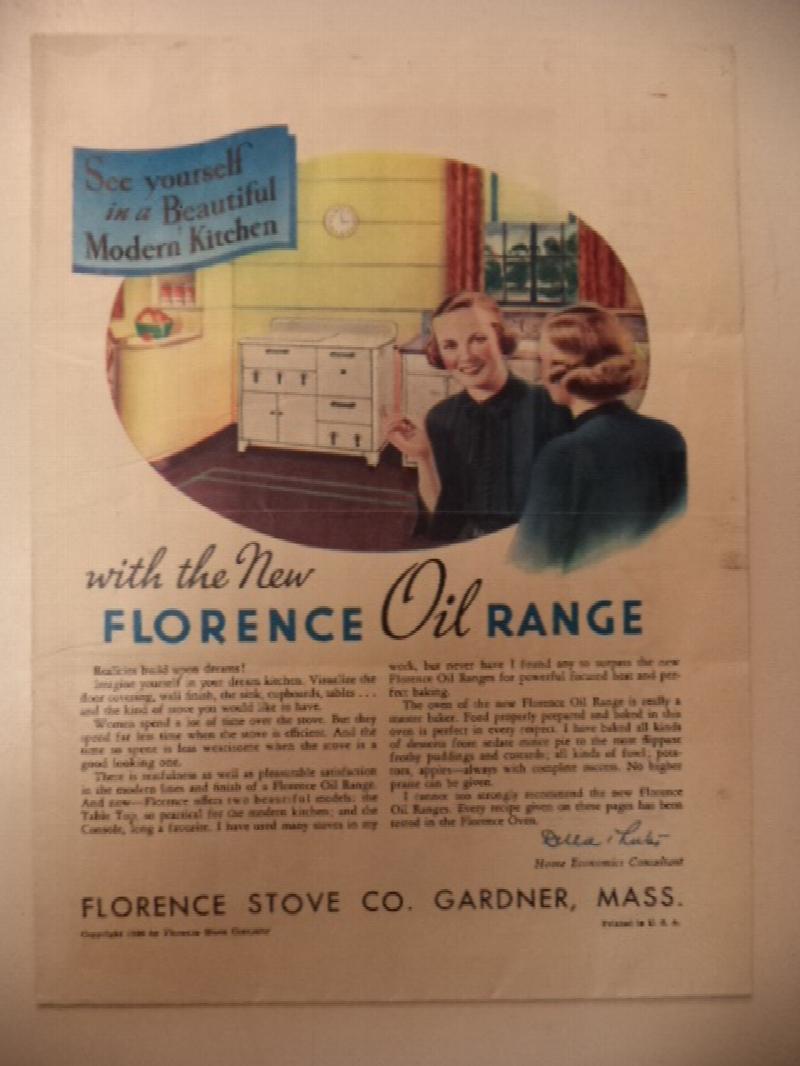 See yourself
in a Beautiful
Modern Kitchen
with the New
FLORENCE Oil RANGE
Realities build upon dreams!
Imagine yourself in your dream kitchen. Visualize the
floor covering, wall finish, the sink, cupboards, tables . . .
and the kind of stove you would like to have.
Women spend a lot of time over the stove. But they
spend far less time when the stove is efficient. And the
time so spent is less wearisome when the stove is a
good looking one.
There is restfulness as well as pleasurable satisfaction
in the modern lines and finish of a Florence Oil Range.
And now—Florence offers two beautiful models: the
Table Top, so practical for the modern kitchen; and the
Console, long a favorite. I have used many stoves in my
work, but never have I found any to surpass the new
Florence Oil Ranges for powerful focused heat and per-
fect baking.
The oven of the new Florence Oil Range is really a
master baker. Food properly prepared and baked in this
oven is perfect in every respect. I have baked all kinds
of desserts from sedate mince pie to the most flippant
frothy puddings and custards; all kinds of fowl; pota-
toes, apples—always with complete success. No higher
praise can be given.
I cannot too strongly recommend the new Florence
Oil Ranges. Every recipe given on these pages has been
tested in the Florence Oven.
Home Economics Consultant
FLORENCE STOVE CO. GARDNER, MASS.
Copyright by Florence Stove Company
Printed in U. S. A.